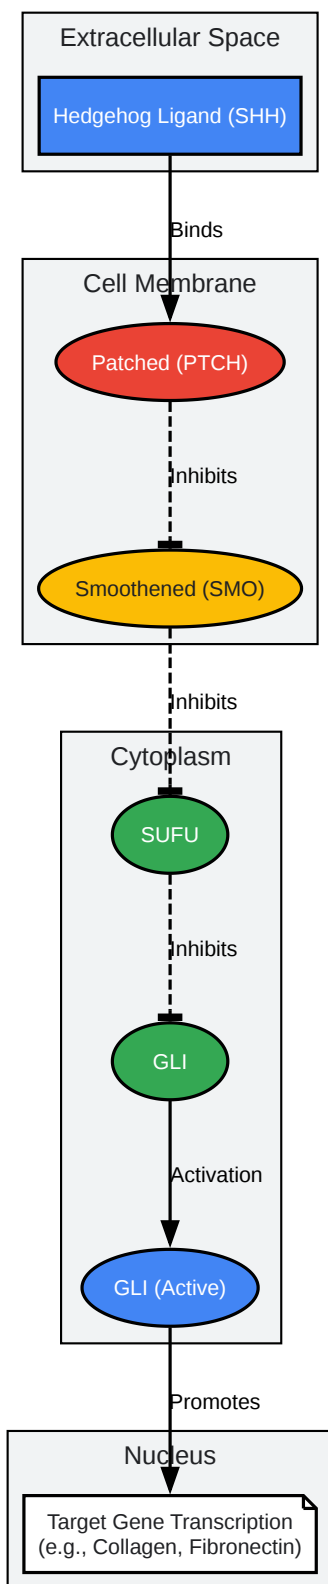 Extracellular Space
Hedgehog Ligand (SHH)
Binds
Cell Membrane
Patched (PTCH)
Inhibits
Smoothened (SMO)
Inhibits
Cytoplasm
SUFU
Inhibits
GLI
Activation
GLI (Active)
Promotes
Nucleus
Target Gene Transcription
(e.g., Collagen, Fibronectin)